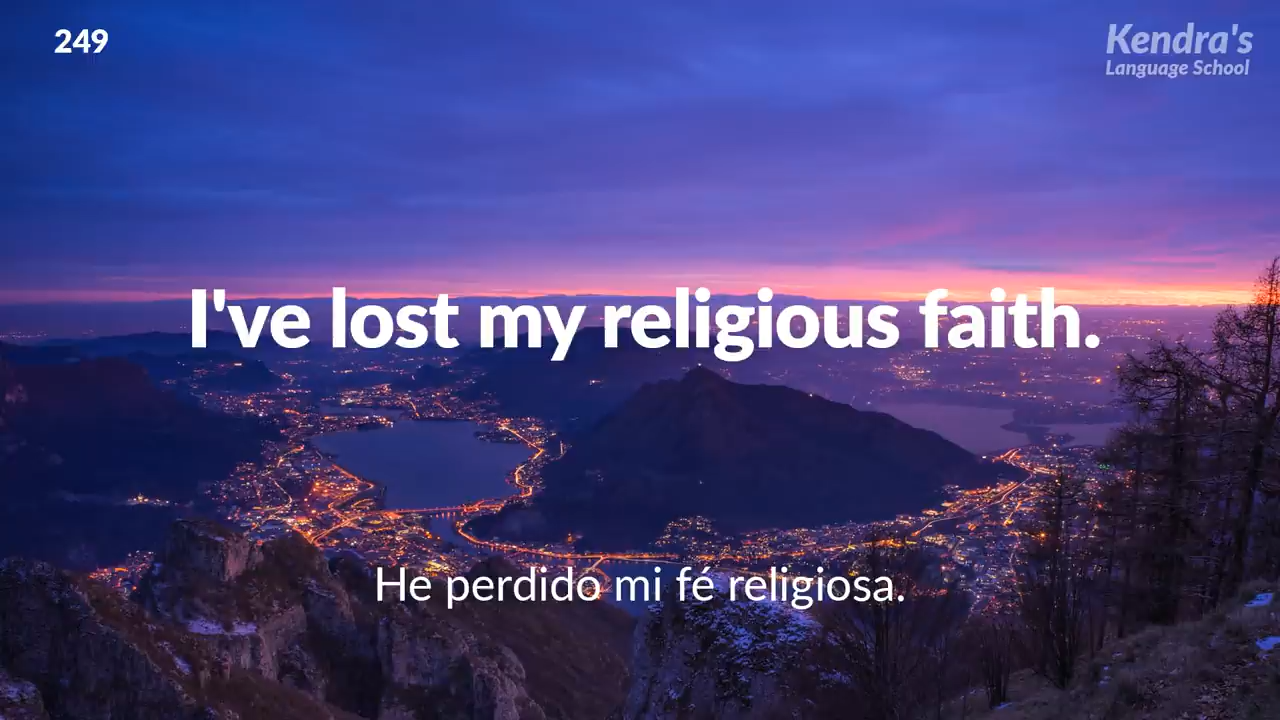 249
Kendra's
Language School
I've lost my religious faith.
He perdido mi fé religiosa.